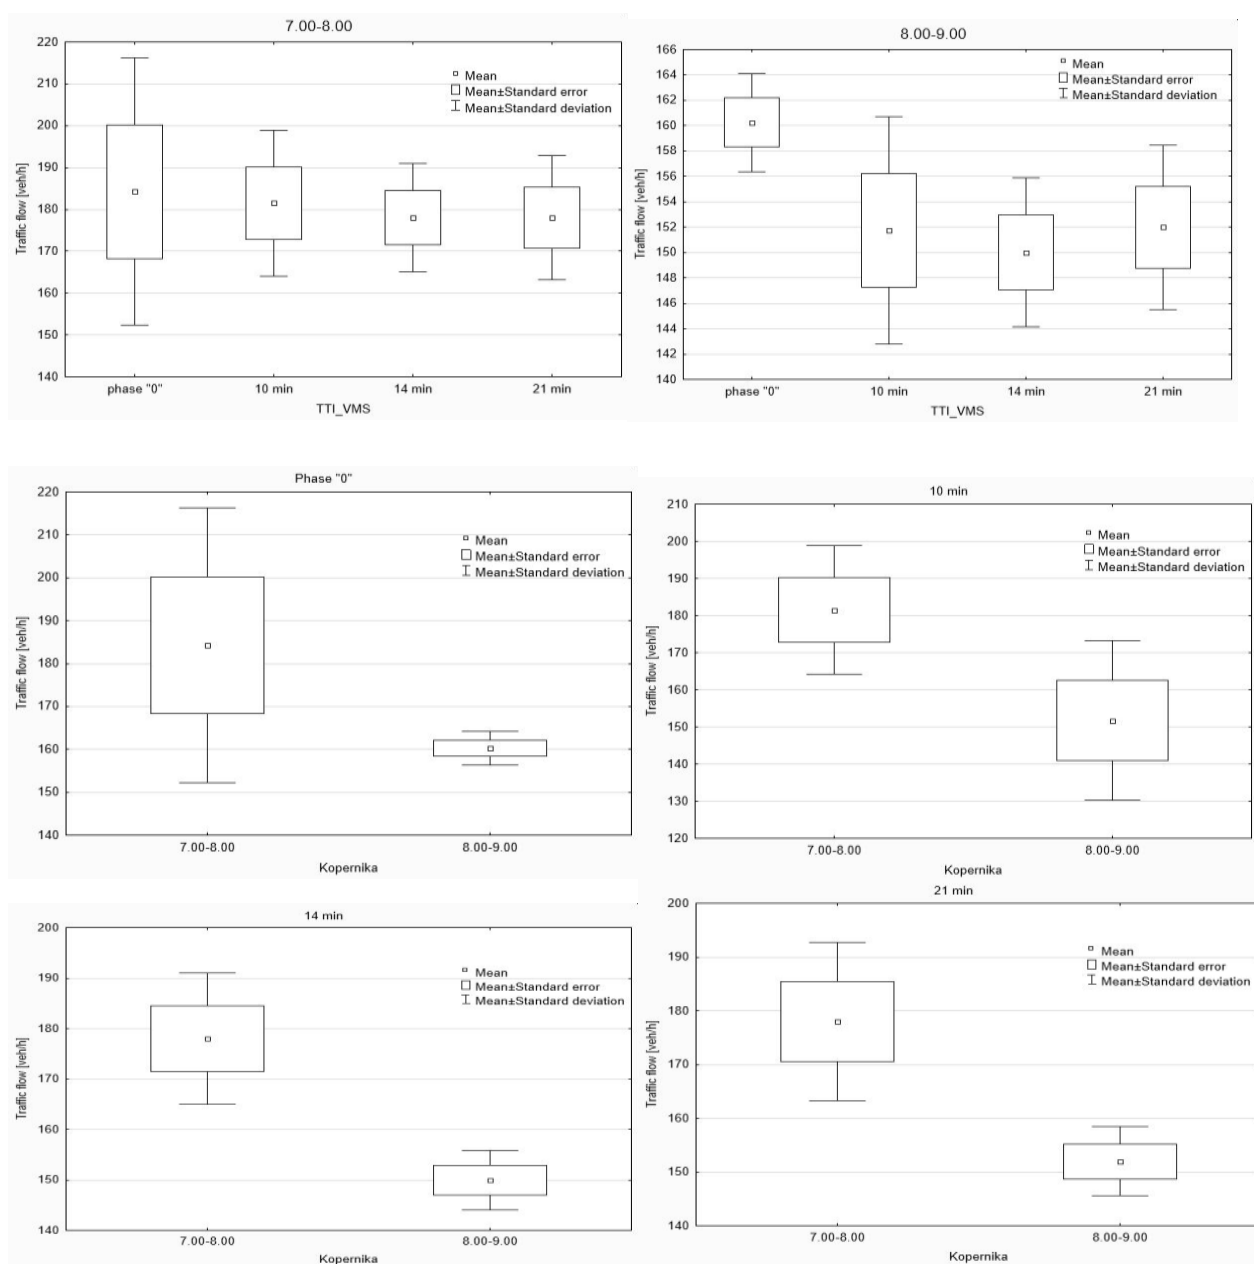 7.00-8.00
220
210
200
190
180
170
160
150
140
Traffic flow [veh/h]
Mean
Mean±Standard error
Mean±Standard deviation
phase "0" 10 min 14 min 21 min
TTI_VMS
8.00-9.00
166
164
162
160
158
156
154
152
150
148
146
144
142
140
Traffic flow [veh/h]
Mean
Mean±Standard error
Mean±Standard deviation
phase "0" 10 min 14 min 21 min
TTI_VMS
Phase "0"
220
210
200
190
180
170
160
150
140
Traffic flow [veh/h]
Mean
Mean±Standard error
Mean±Standard deviation
7.00-8.00 8.00-9.00
Kopernika
10 min
210
200
190
180
170
160
150
140
130
120
Traffic flow [veh/h]
Mean
Mean±Standard error
Mean±Standard deviation
7.00-8.00 8.00-9.00
Kopernika
14 min
200
190
180
170
160
150
140
Traffic flow [veh/h]
Mean
Mean±Standard error
Mean±Standard deviation
7.00-8.00 8.00-9.00
Kopernika
21 min
200
190
180
170
160
150
140
Traffic flow [veh/h]
Mean
Mean±Standard error
Mean±Standard deviation
7.00-8.00 8.00-9.00
Kopernika